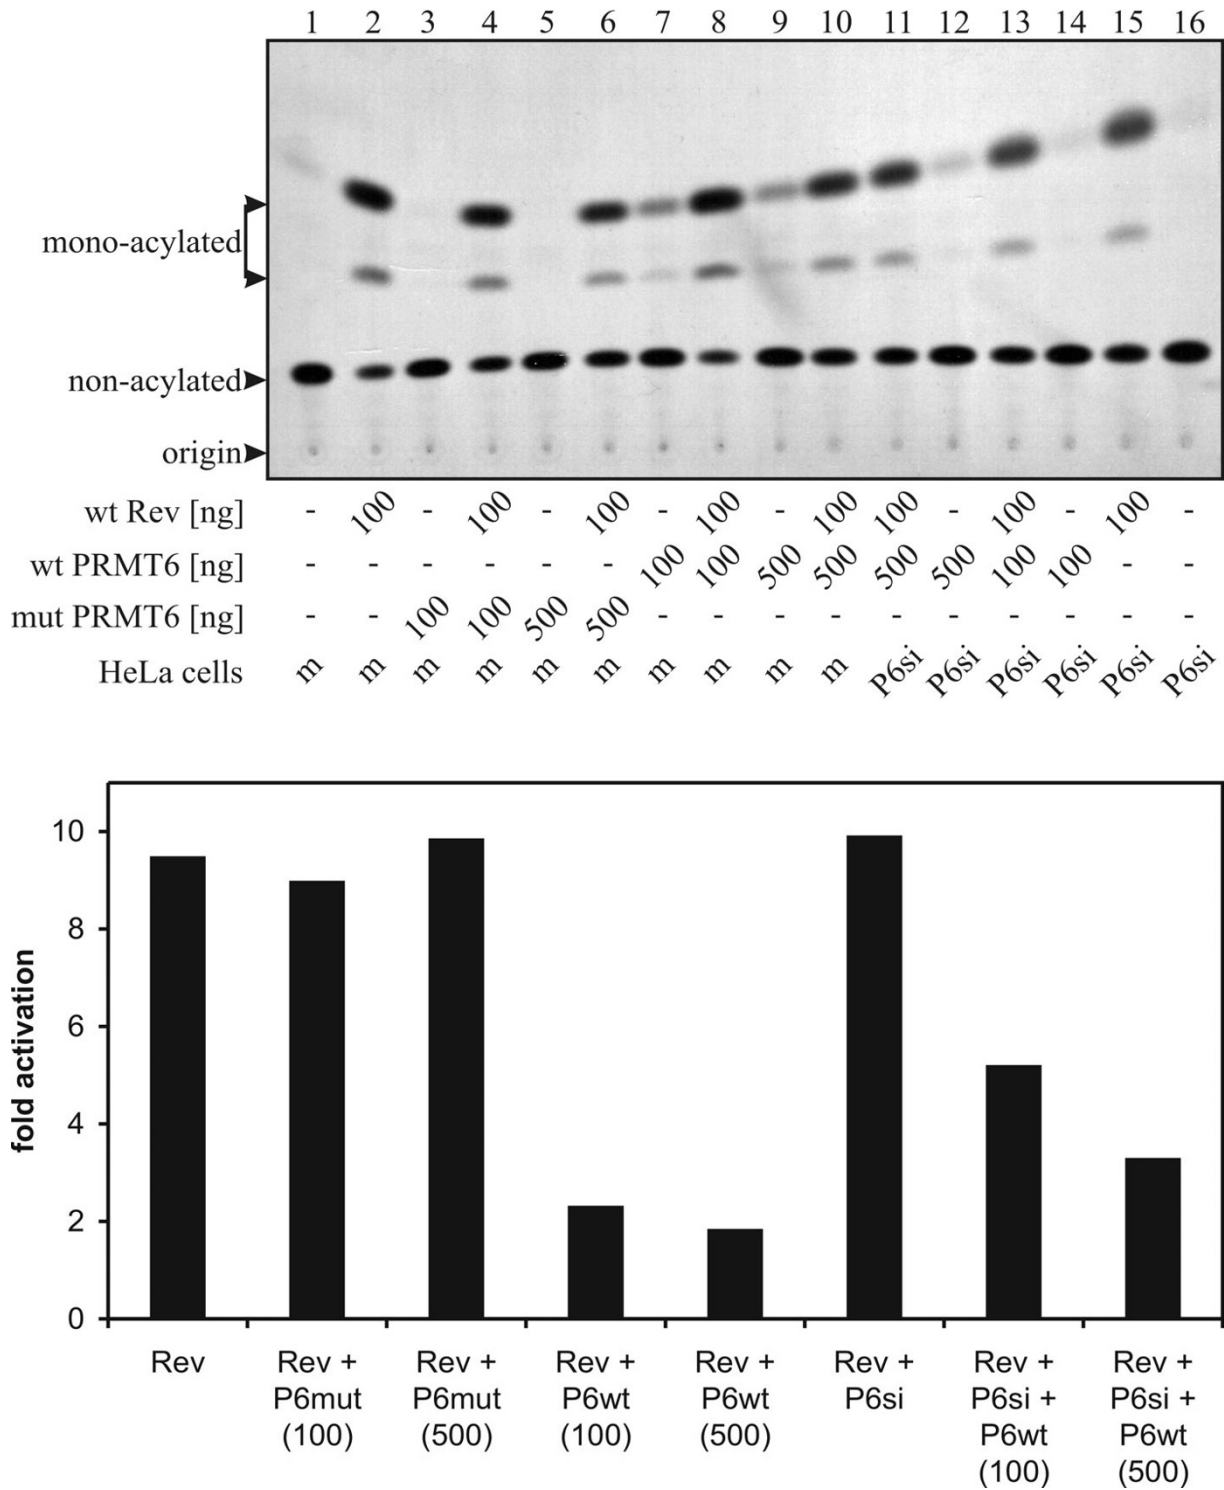 1 2 3 4 5 6 7 8 9 10 11 12 13 14 15 16
mono-acylated
non-acylated
origin
wt Rev [ng] - 100 - 100 - 100 - 100 - 100 100 - 100 - 100 -
wt PRMT6 [ng] - - - - - - 100 100 500 500 500 500 100 100 - -
mut PRMT6 [ng] - - 100 100 500 500 - - - - - - - - - -
HeLa cells m m m m m m m m m m P6si P6si P6si P6si P6si P6si
10
8
6
4
2
0
fold activation
Rev
Rev +
P6mut
(100)
Rev +
P6mut
(500)
Rev +
P6wt
(100)
Rev +
P6wt
(500)
Rev +
P6si
Rev +
P6si +
P6wt
(100)
Rev +
P6si +
P6wt
(500)